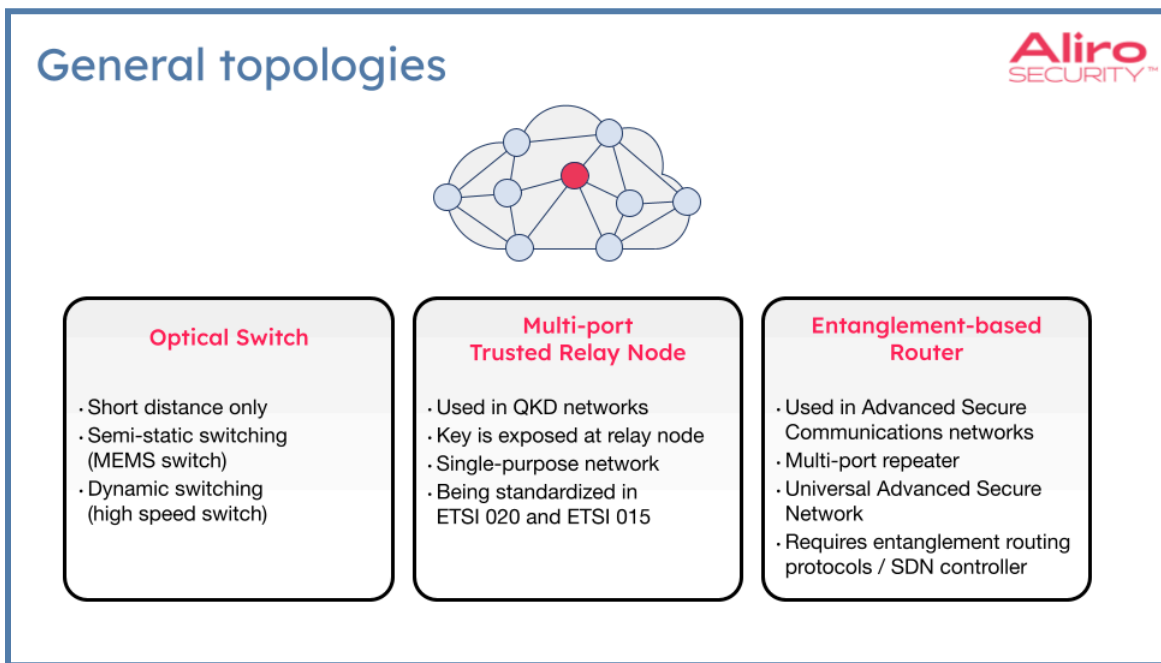 General topologies
Aliro
SECURITY™
Optical Switch
· Short distance only
· Semi-static switching
(MEMS switch)
· Dynamic switching
(high speed switch)
Multi-port
Trusted Relay Node
· Used in QKD networks
· Key is exposed at relay node
· Single-purpose network
· Being standardized in
ETSI 020 and ETSI 015
Entanglement-based
Router
· Used in Advanced Secure
Communications networks
· Multi-port repeater
· Universal Advanced Secure
Network
· Requires entanglement routing
protocols / SDN controller